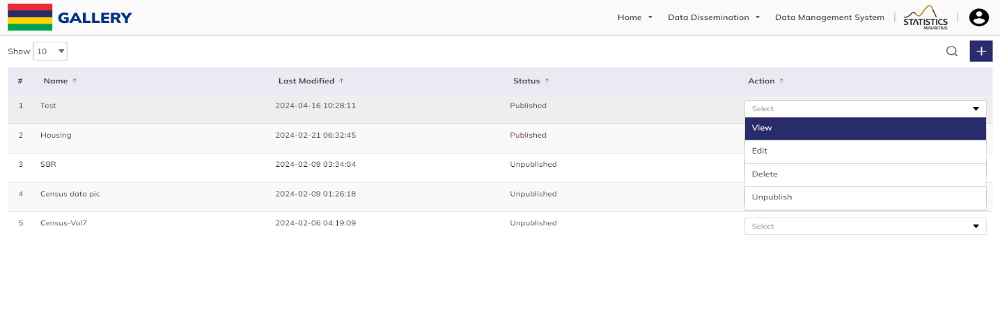 GALLERY Home Data Dissemination Data Management System STATISTICS MAURITIUS
Show 10
# Name Last Modified Status Action
1 Test 2024-04-16 10:28:11 Published Select
View
2 Housing 2024-02-21 06:32:45 Published
Edit
3 SBR 2024-02-09 03:34:04 Unpublished
Delete
4 Census data pic 2024-02-09 01:26:18 Unpublished
Unpublish
5 Census-Vol7 2024-02-06 04:19:09 Unpublished Select